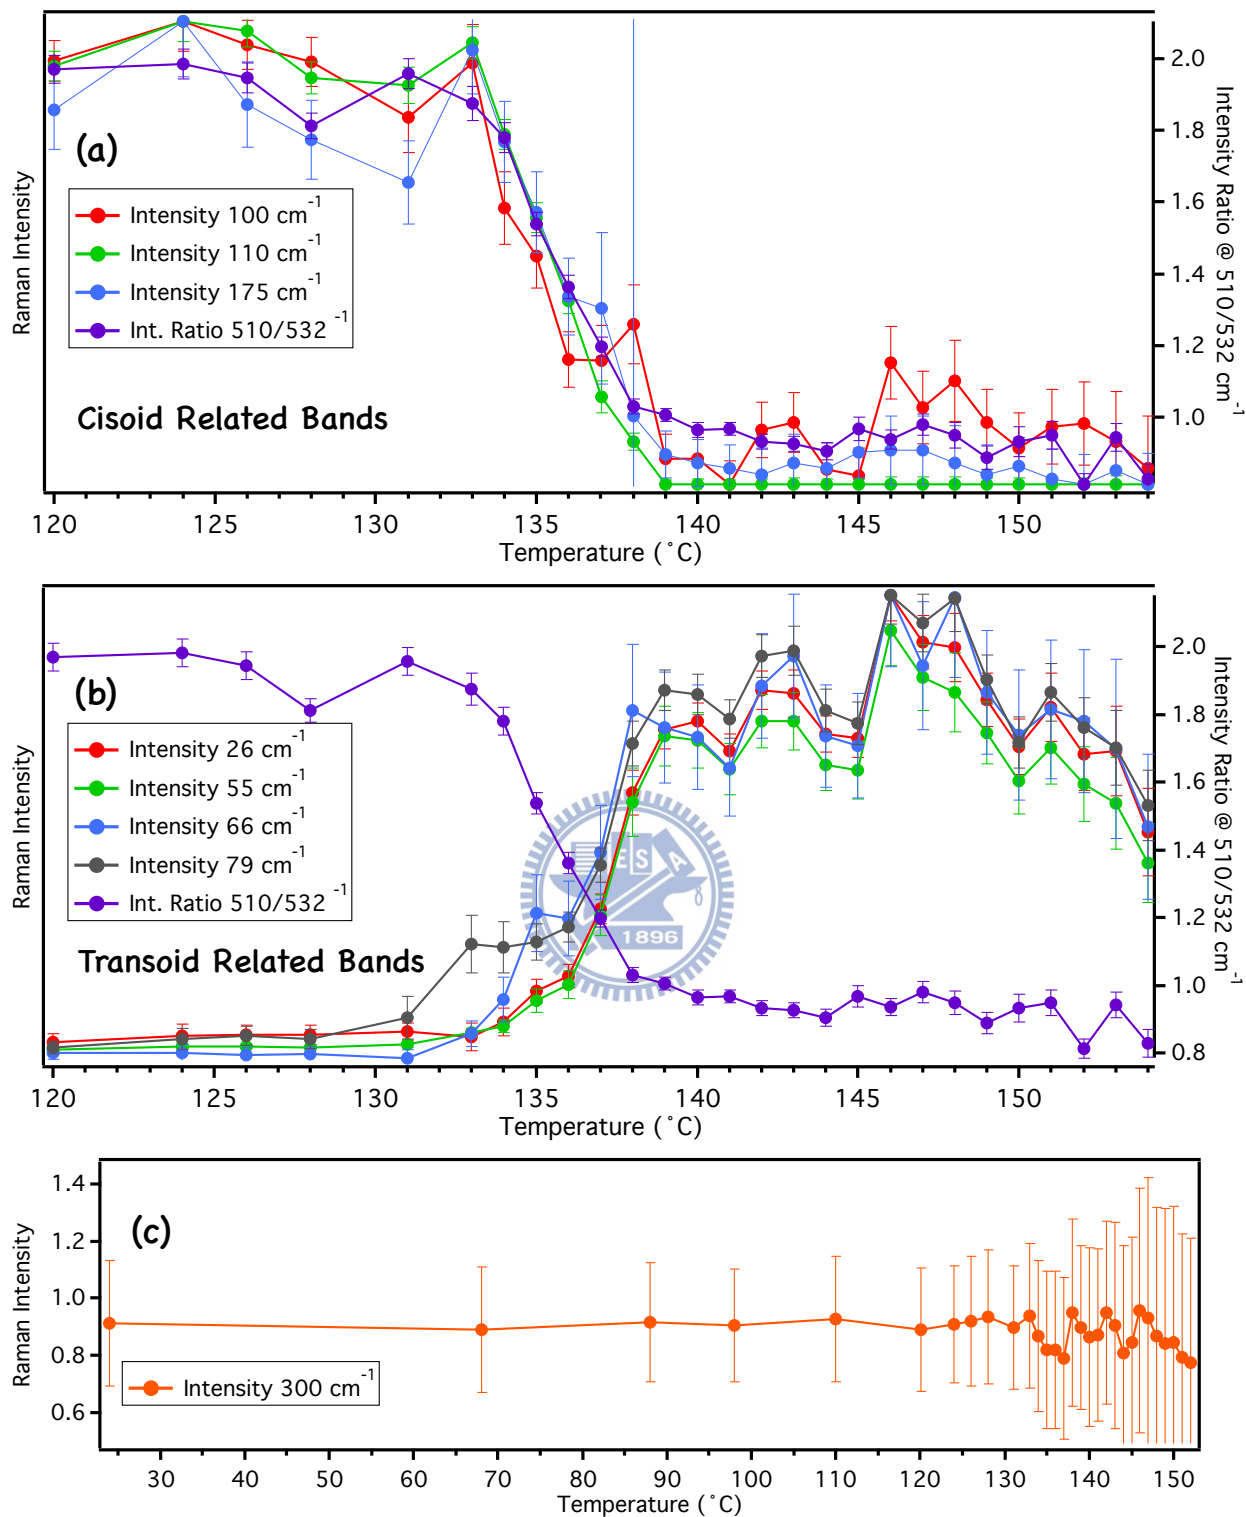 2.0
1.8
1.6
1.4
1.2
1.0
Raman Intensity
Intensity Ratio @ 510/532 cm-1
(a)
Intensity 100 cm-1
Intensity 110 cm-1
Intensity 175 cm-1
Int. Ratio 510/532 -1
Cisoid Related Bands
120 125 130 135 140 145 150
Temperature (˚C)
2.0
1.8
1.6
1.4
1.2
1.0
0.8
Raman Intensity
Intensity Ratio @ 510/532 cm-1
(b)
Intensity 26 cm-1
Intensity 55 cm-1
Intensity 66 cm-1
Intensity 79 cm-1
Int. Ratio 510/532 -1
Transoid Related Bands
E S A
1896
120 125 130 135 140 145 150
Temperature (˚C)
1.4
1.2
1.0
0.8
0.6
Raman Intensity
(c)
Intensity 300 cm-1
30 40 50 60 70 80 90 100 110 120 130 140 150
Temperature (˚C)